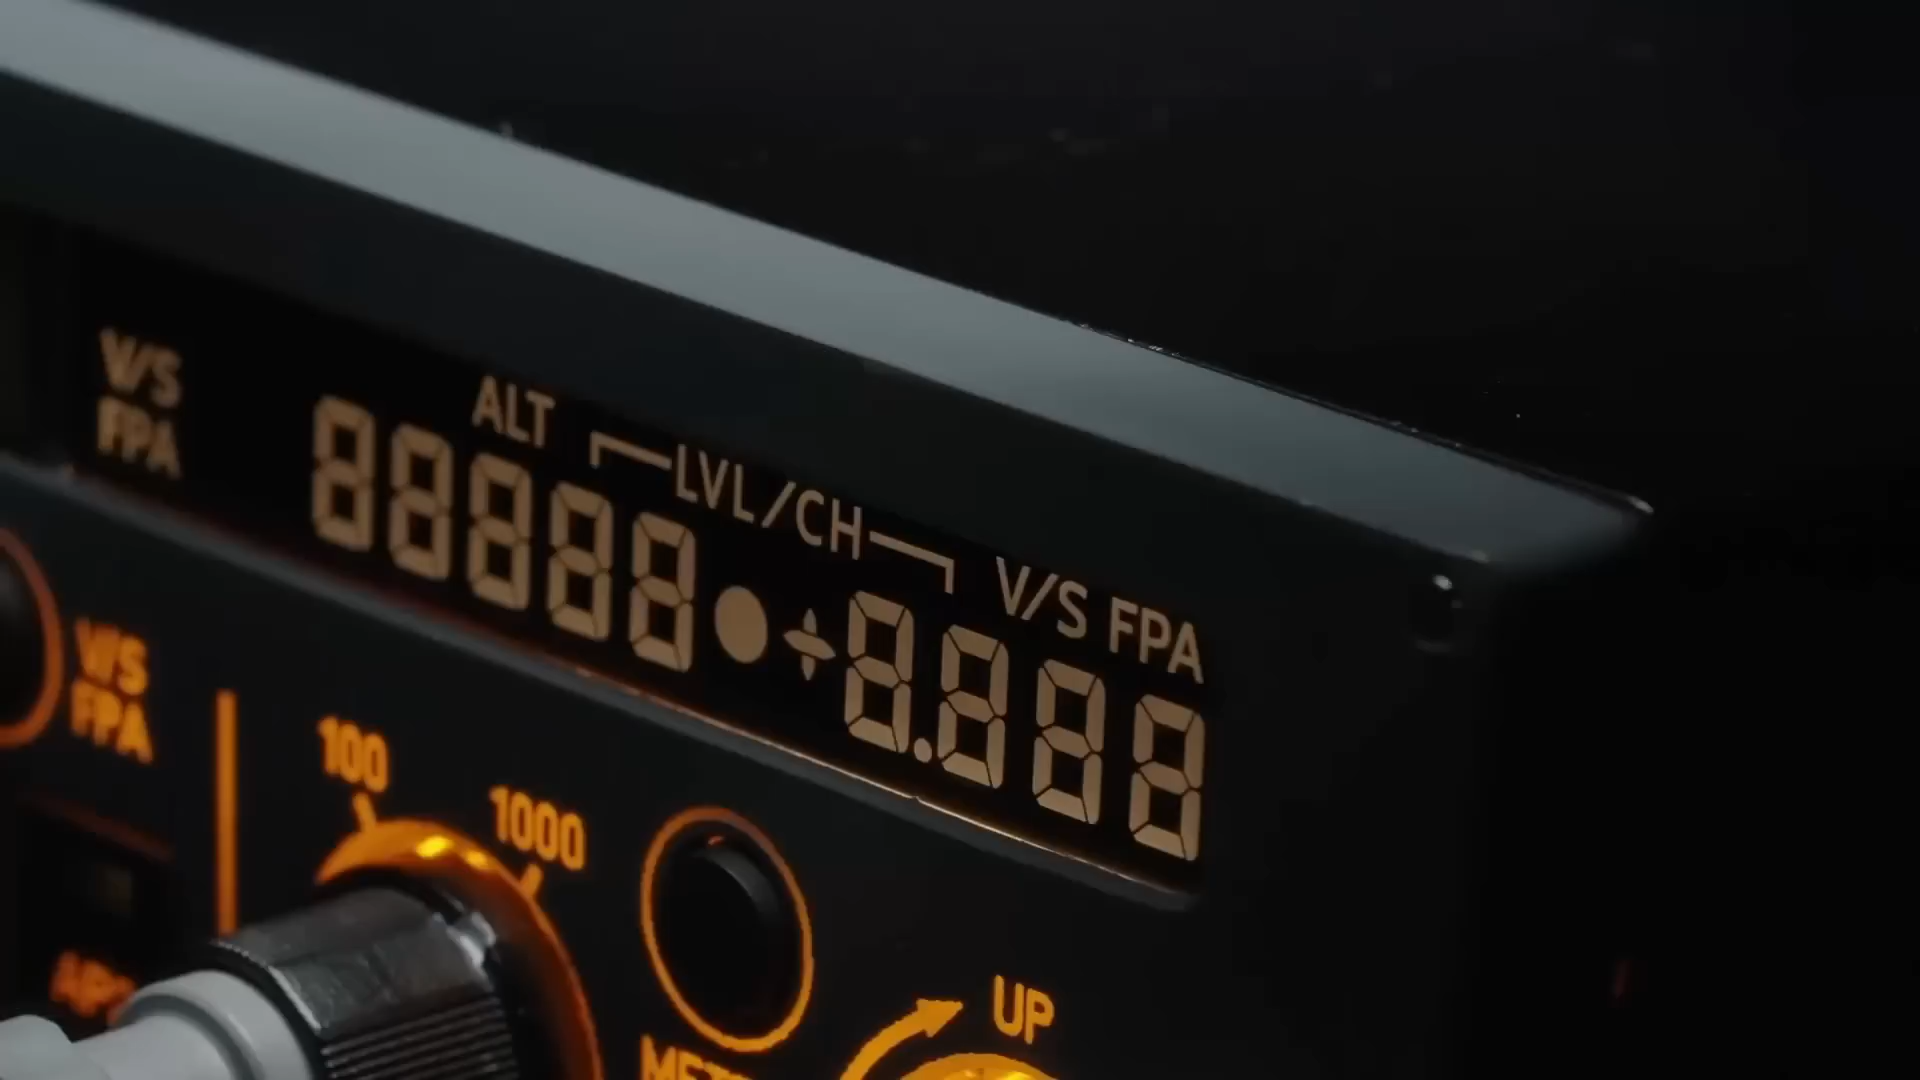 V/S
FPA
ALT
LVL/CH
V/S FPA
88888
8.888
V/S
FPA
100
1000
UP